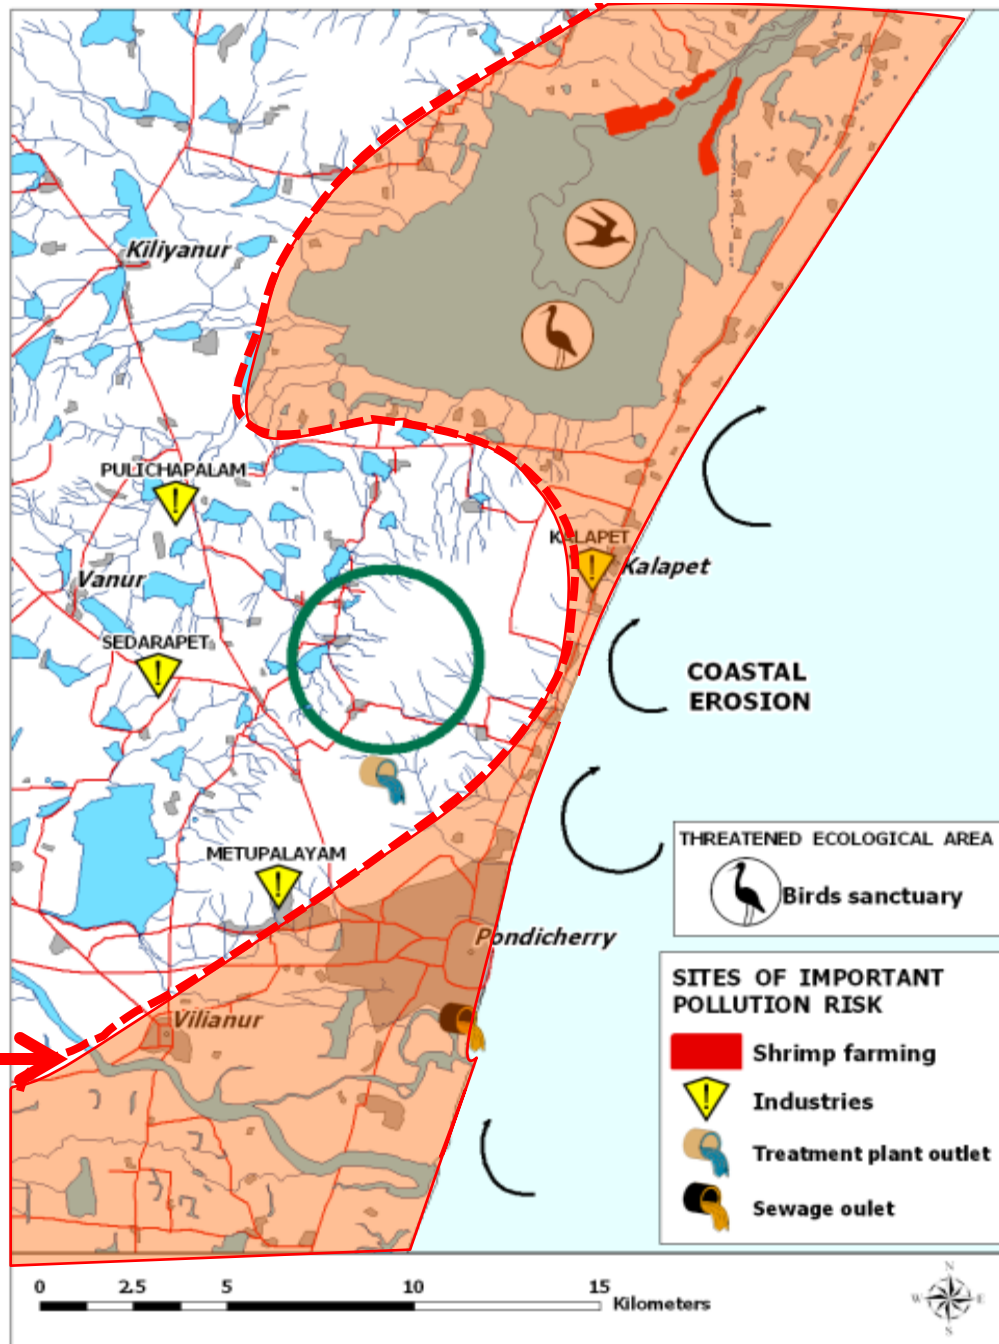 Kiliyanur
PULICHAPALAM
!
KALAPET
!
Kalapet
Vanur
SEDARAPET
!
COASTAL
EROSION
METUPALAYAM
!
THREATENED ECOLOGICAL AREA
Birds sanctuary
Pondicherry
Vilianur
SITES OF IMPORTANT
POLLUTION RISK
Shrimp farming
! Industries
Treatment plant outlet
Sewage oulet
0 2.5 5 10 15
Kilometers
N
W E
S